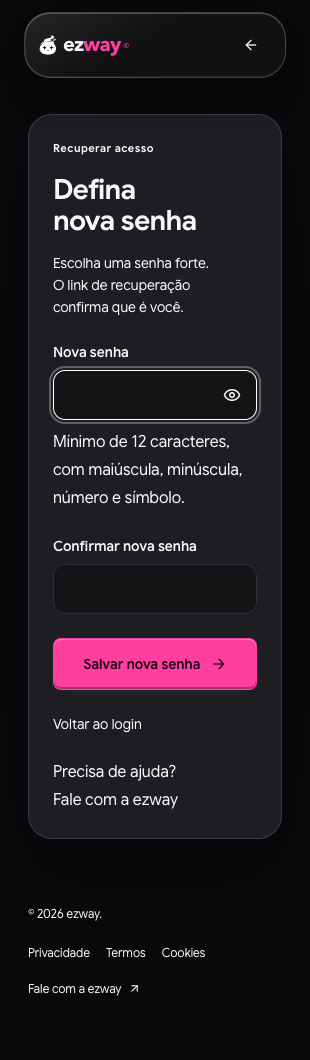 ezway®
Recuperar acesso
Defina
nova senha
Escolha uma senha forte.
O link de recuperação
confirma que é você.
Nova senha
Mínimo de 12 caracteres,
com maiúscula, minúscula,
número e símbolo.
Confirmar nova senha
Salvar nova senha
Voltar ao login
Precisa de ajuda?
Fale com a ezway
© 2026 ezway.
Privacidade Termos Cookies
Fale com a ezway